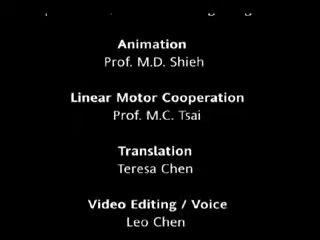 Animation
Prof. M.D. Shieh
Linear Motor Cooperation
Prof. M.C. Tsai
Translation
Teresa Chen
Video Editing / Voice
Leo Chen